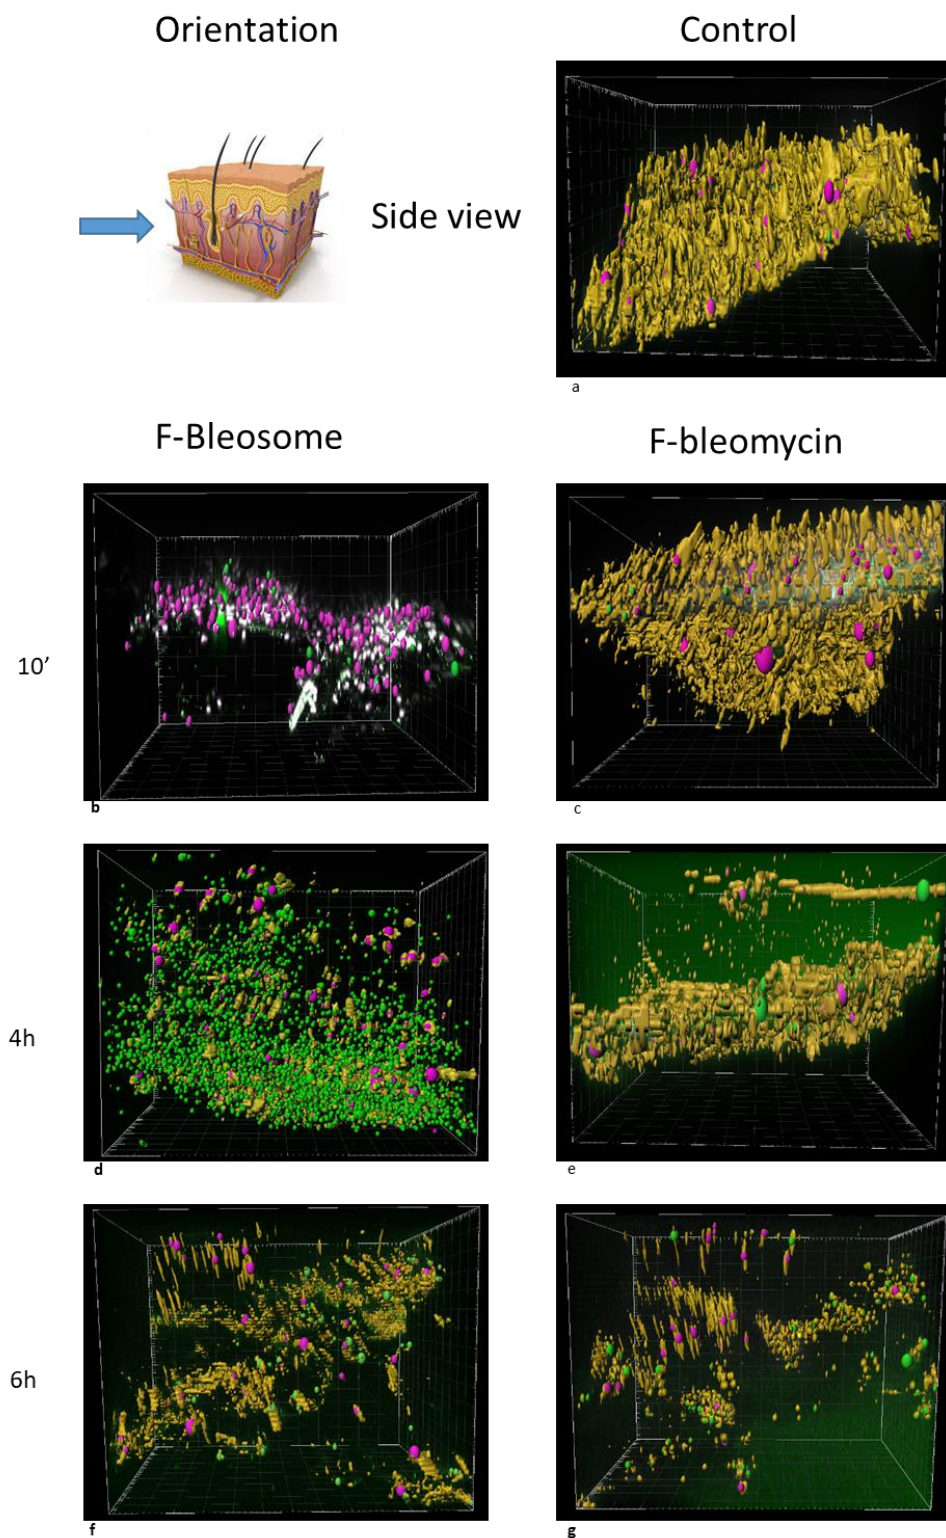 Orientation
Control
Side view
a
F-Bleosome
F-bleomycin
10’
b
c
4h
d
e
6h
f
g